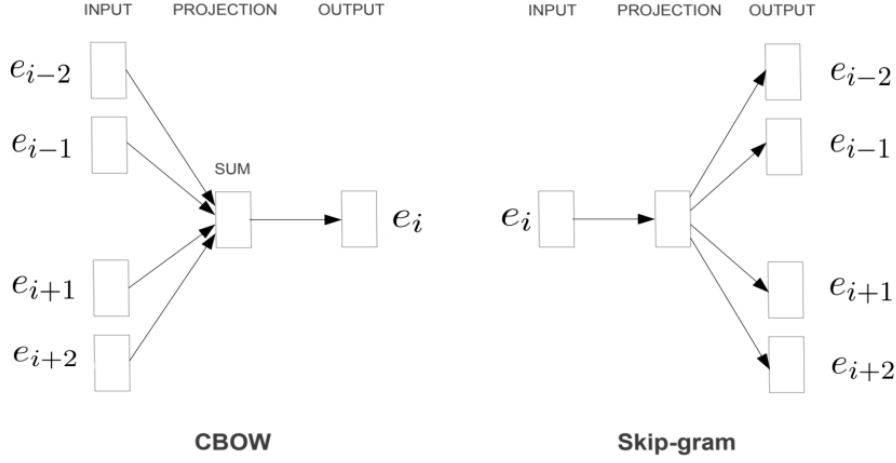 INPUT PROJECTION OUTPUT
e_{i-2}
e_{i-1}
SUM
e_i
e_{i+1}
e_{i+2}
CBOW
INPUT PROJECTION OUTPUT
e_{i-2}
e_{i-1}
e_i
e_{i+1}
e_{i+2}
Skip-gram